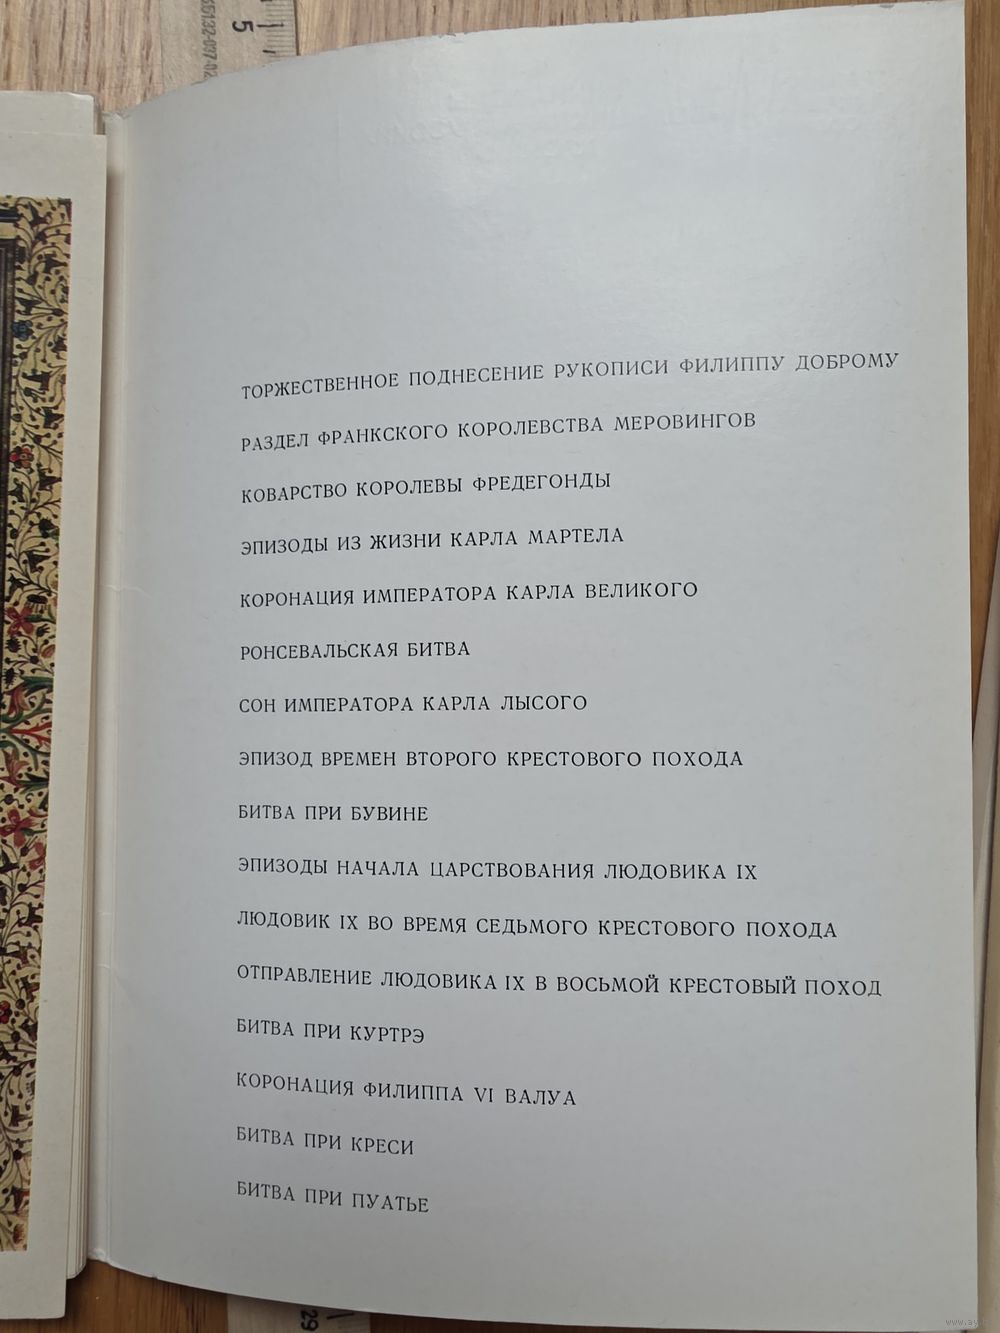 5
ТОРЖЕСТВЕННОЕ ПОДНЕСЕНИЕ РУКОПИСИ ФИЛИППУ ДОБРОМУ
РАЗДЕЛ ФРАНКСКОГО КОРОЛЕВСТВА МЕРОВИНГОВ
КОВАРСТВО КОРОЛЕВЫ ФРЕДЕГОНДЫ
ЭПИЗОДЫ ИЗ ЖИЗНИ КАРЛА МАРТЕЛА
КОРОНАЦИЯ ИМПЕРАТОРА КАРЛА ВЕЛИКОГО
РОНСЕВАЛЬСКАЯ БИТВА
СОН ИМПЕРАТОРА КАРЛА ЛЫСОГО
ЭПИЗОД ВРЕМЕН ВТОРОГО КРЕСТОВОГО ПОХОДА
БИТВА ПРИ БУВИНЕ
ЭПИЗОДЫ НАЧАЛА ЦАРСТВОВАНИЯ ЛЮДОВИКА IX
ЛЮДОВИК IX ВО ВРЕМЯ СЕДЬМОГО КРЕСТОВОГО ПОХОДА
ОТПРАВЛЕНИЕ ЛЮДОВИКА IX В ВОСЬМОЙ КРЕСТОВЫЙ ПОХОД
БИТВА ПРИ КУРТРЭ
КОРОНАЦИЯ ФИЛИППА VI ВАЛУА
БИТВА ПРИ КРЕСИ
БИТВА ПРИ ПУАТЬЕ
29